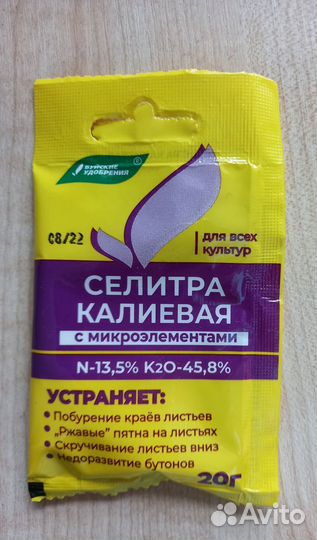 БУЙСКИЕ
УДОБРЕНИЯ
®
08/22
для всех
культур
СЕЛИТРА
КАЛИЕВАЯ
с микроэлементами
N-13,5% K2O-45,8%
УСТРАНЯЕТ:
• Побурение краёв листьев
• „Ржавые” пятна на листьях
• Скручивание листьев вниз
• Недоразвитие бутонов
20г
Avito